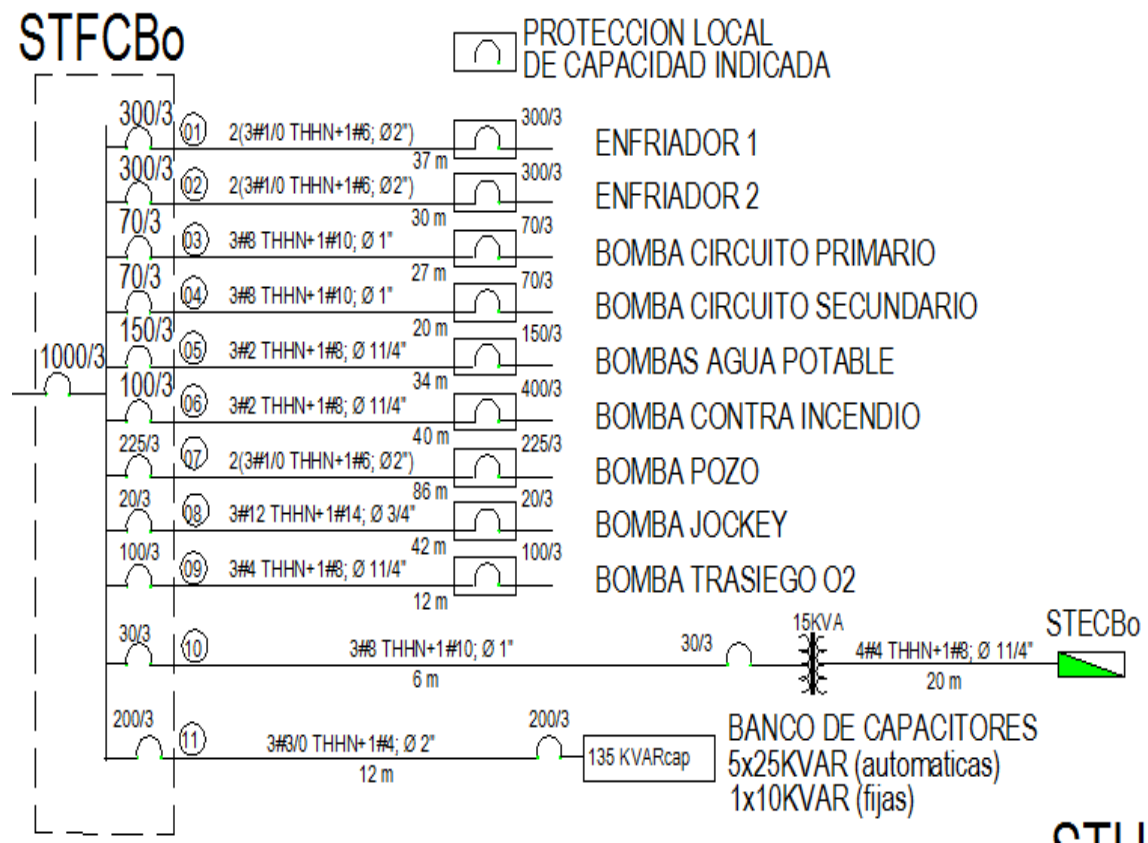 STFCBo
PROTECCION LOCAL
DE CAPACIDAD INDICADA
300/3 01 2(3#1/0 THHN+1#6; Ø2") 37 m 300/3 ENFRIADOR 1
300/3 02 2(3#1/0 THHN+1#6; Ø2") 30 m 300/3 ENFRIADOR 2
70/3 03 3#8 THHN+1#10; Ø 1" 27 m 70/3 BOMBA CIRCUITO PRIMARIO
70/3 04 3#8 THHN+1#10; Ø 1" 20 m 70/3 BOMBA CIRCUITO SECUNDARIO
1000/3
150/3 05 3#2 THHN+1#8; Ø 11/4" 34 m 150/3 BOMBAS AGUA POTABLE
100/3 06 3#2 THHN+1#8; Ø 11/4" 40 m 400/3 BOMBA CONTRA INCENDIO
225/3 07 2(3#1/0 THHN+1#6; Ø2") 86 m 225/3 BOMBA POZO
20/3 08 3#12 THHN+1#14; Ø 3/4" 42 m 20/3 BOMBA JOCKEY
100/3 09 3#4 THHN+1#8; Ø 11/4" 12 m 100/3 BOMBA TRASIEGO O2
30/3 10 3#8 THHN+1#10; Ø 1" 6 m 30/3 15KVA 4#4 THHN+1#8; Ø 11/4" 20 m STECBo
200/3 11 3#3/0 THHN+1#4; Ø 2" 12 m 200/3 135 KVARcap
BANCO DE CAPACITORES
5x25KVAR (automaticas)
1x10KVAR (fijas)